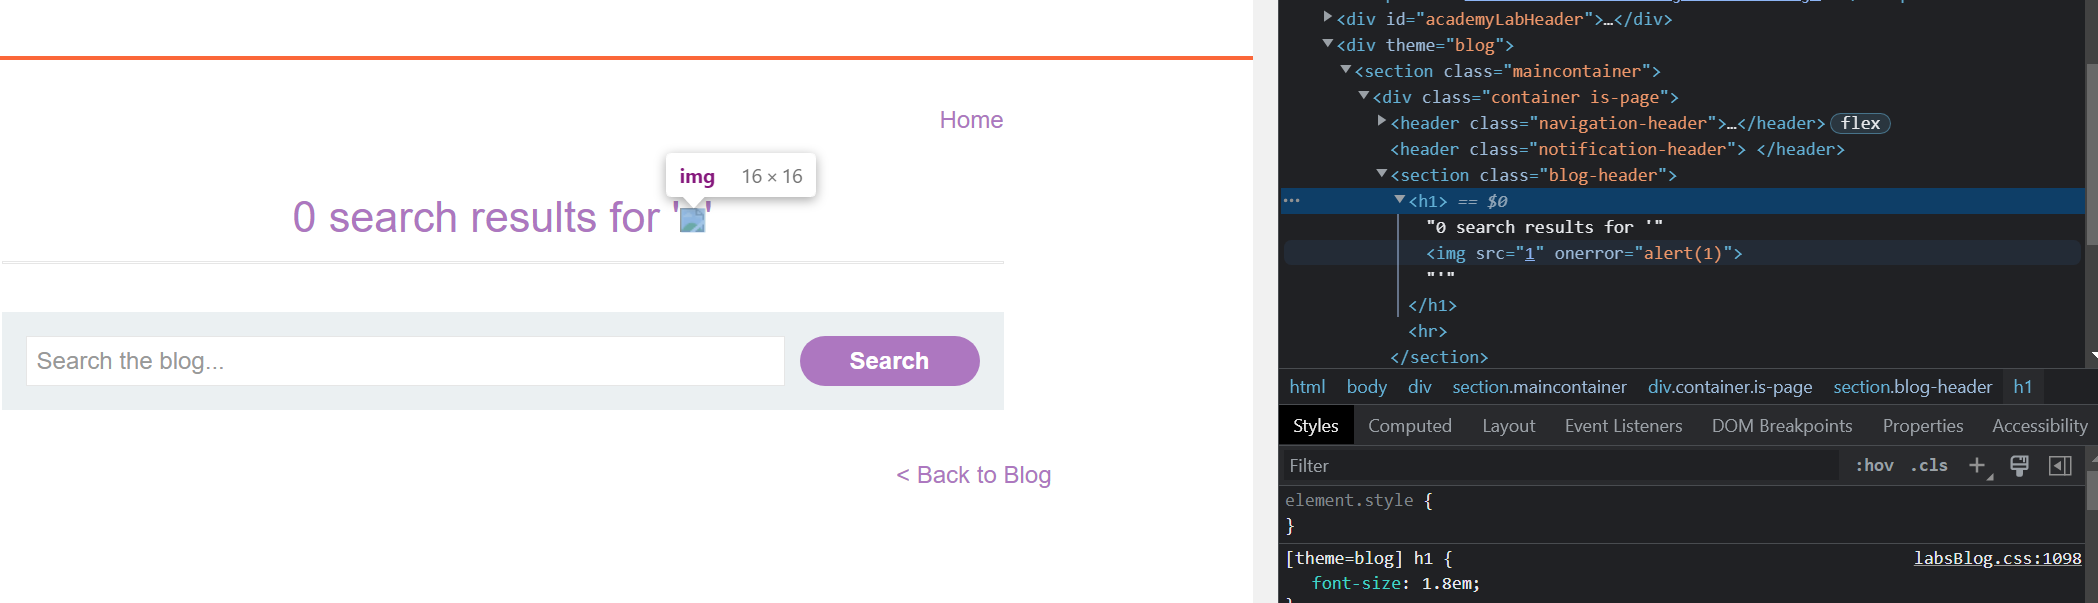 Home
img 16 × 16
0 search results for ''
Search the blog...
Search
< Back to Blog
<div id="academyLabHeader">…</div>
<div theme="blog">
<section class="maincontainer">
<div class="container is-page">
<header class="navigation-header">…</header> flex
<header class="notification-header"> </header>
<section class="blog-header">
… <h1> == $0
"0 search results for '"
<img src="1" onerror="alert(1)">
"'"
</h1>
<hr>
</section>
html body div section.maincontainer div.container.is-page section.blog-header h1
Styles Computed Layout Event Listeners DOM Breakpoints Properties Accessibility
Filter :hov .cls +
element.style {
}
[theme=blog] h1 { labsBlog.css:1098
font-size: 1.8em;
}